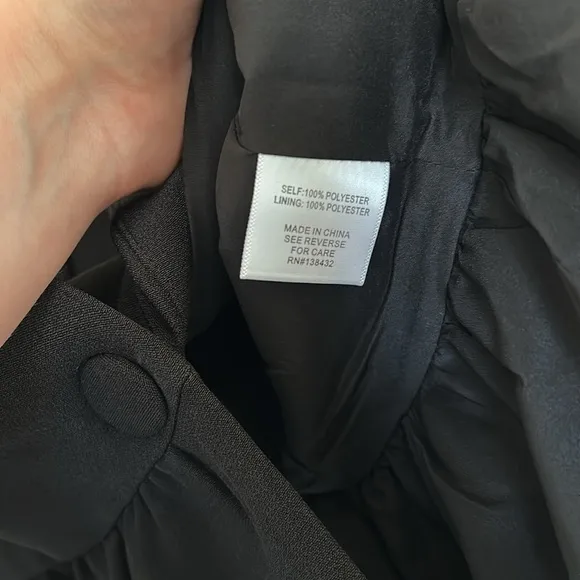 SELF:100% POLYESTER
LINING: 100% POLYESTER
MADE IN CHINA
SEE REVERSE
FOR CARE
RN#138432